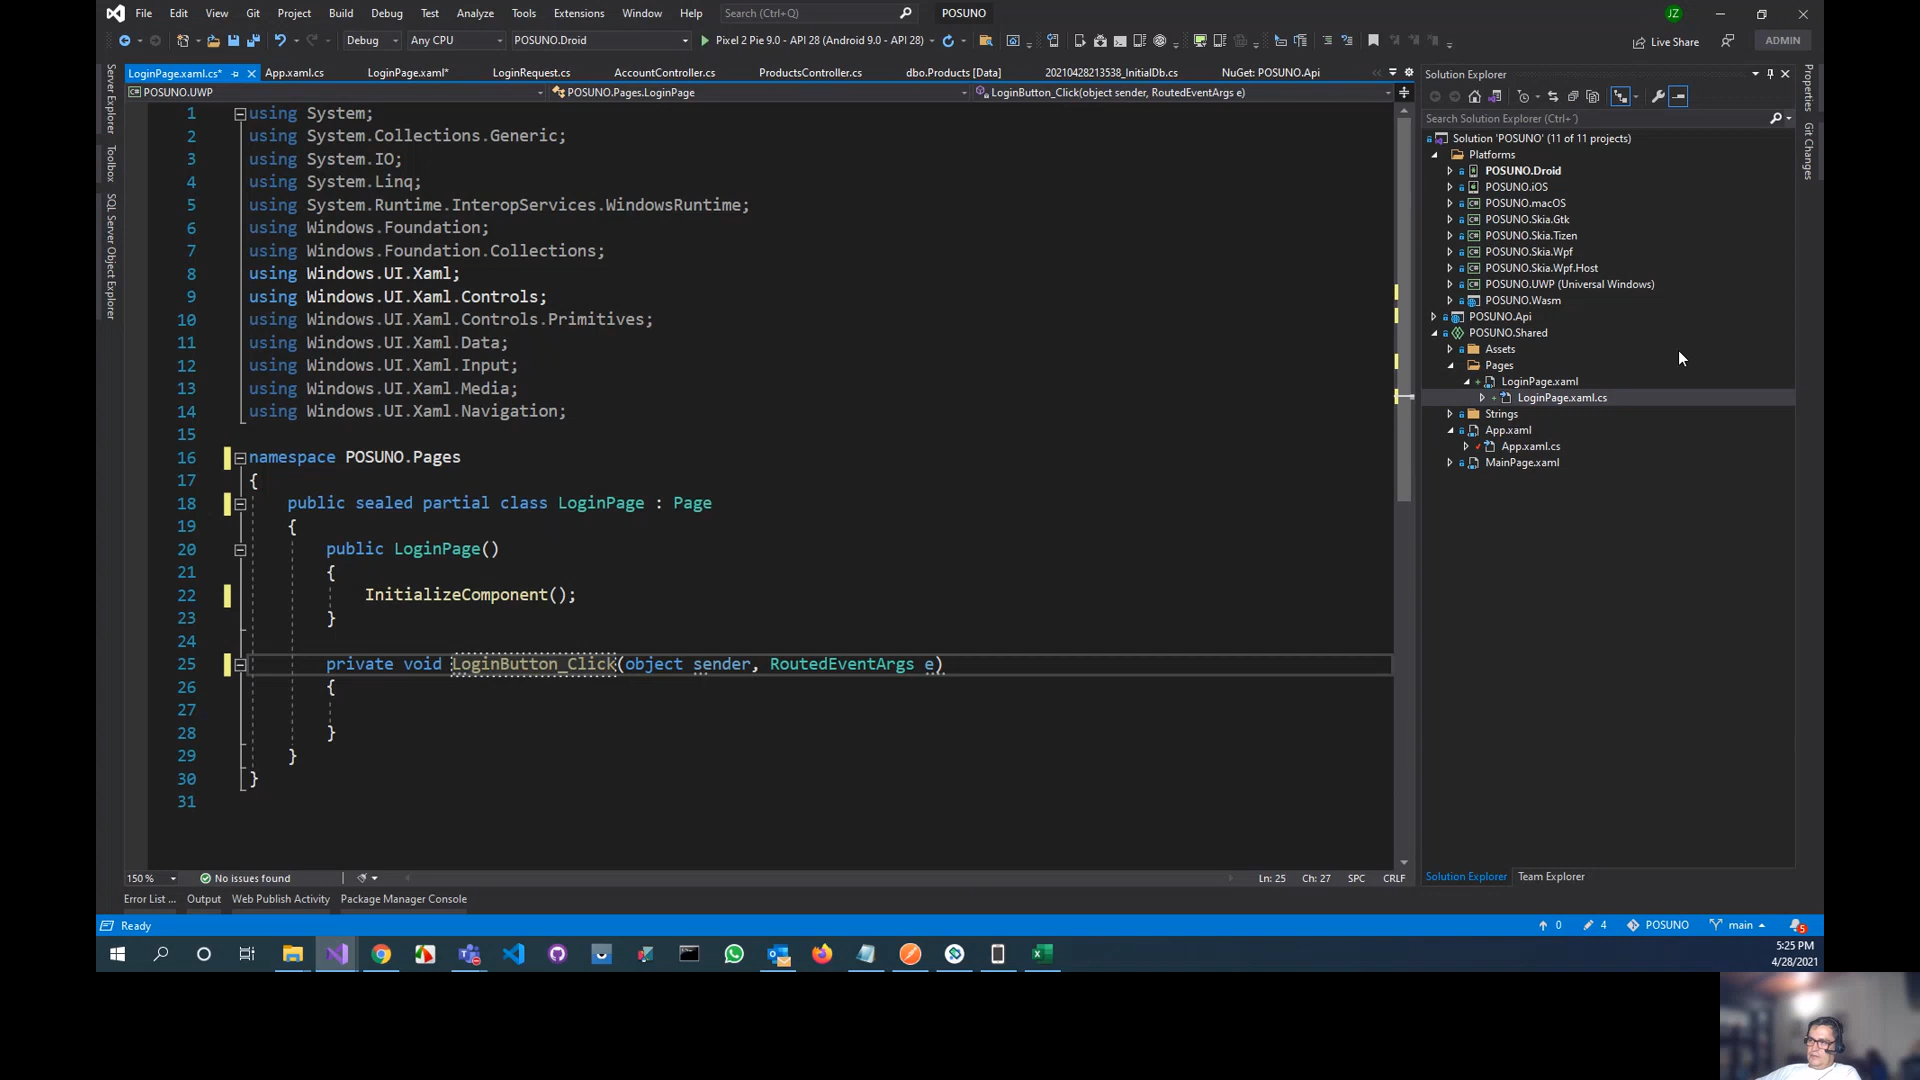 File Edit View Git Project Build Debug Test Analyze Tools Extensions Window Help Search (Ctrl+Q) POSUNO JZ
Debug Any CPU POSUNO.Droid Pixel 2 Pie 9.0 - API 28 (Android 9.0 - API 28) Live Share ADMIN
LoginPage.xaml.cs* App.xaml.cs LoginPage.xaml* LoginRequest.cs AccountController.cs ProductsController.cs dbo.Products [Data] 20210428213538_InitialDb.cs NuGet: POSUNO.Api
POSUNO.UWP POSUNO.Pages.LoginPage LoginButton_Click(object sender, RoutedEventArgs e)
Server Explorer
Toolbox
SQL Server Object Explorer
1 using System;
2 using System.Collections.Generic;
3 using System.IO;
4 using System.Linq;
5 using System.Runtime.InteropServices.WindowsRuntime;
6 using Windows.Foundation;
7 using Windows.Foundation.Collections;
8 using Windows.UI.Xaml;
9 using Windows.UI.Xaml.Controls;
10 using Windows.UI.Xaml.Controls.Primitives;
11 using Windows.UI.Xaml.Data;
12 using Windows.UI.Xaml.Input;
13 using Windows.UI.Xaml.Media;
14 using Windows.UI.Xaml.Navigation;
15
16 namespace POSUNO.Pages
17 {
18 public sealed partial class LoginPage : Page
19 {
20 public LoginPage()
21 {
22 InitializeComponent();
23 }
24
25 private void LoginButton_Click(object sender, RoutedEventArgs e)
26 {
27
28 }
29 }
30 }
31
150 % No issues found Ln: 25 Ch: 27 SPC CRLF
Error List ... Output Web Publish Activity Package Manager Console
Solution Explorer
Search Solution Explorer (Ctrl+´)
Solution 'POSUNO' (11 of 11 projects)
Platforms
POSUNO.Droid
POSUNO.iOS
POSUNO.macOS
POSUNO.Skia.Gtk
POSUNO.Skia.Tizen
POSUNO.Skia.Wpf
POSUNO.Skia.Wpf.Host
POSUNO.UWP (Universal Windows)
POSUNO.Wasm
POSUNO.Api
POSUNO.Shared
Assets
Pages
LoginPage.xaml
LoginPage.xaml.cs
Strings
App.xaml
App.xaml.cs
MainPage.xaml
Solution Explorer Team Explorer
Properties
Git Changes
Ready 0 4 POSUNO main 5
5:25 PM
4/28/2021